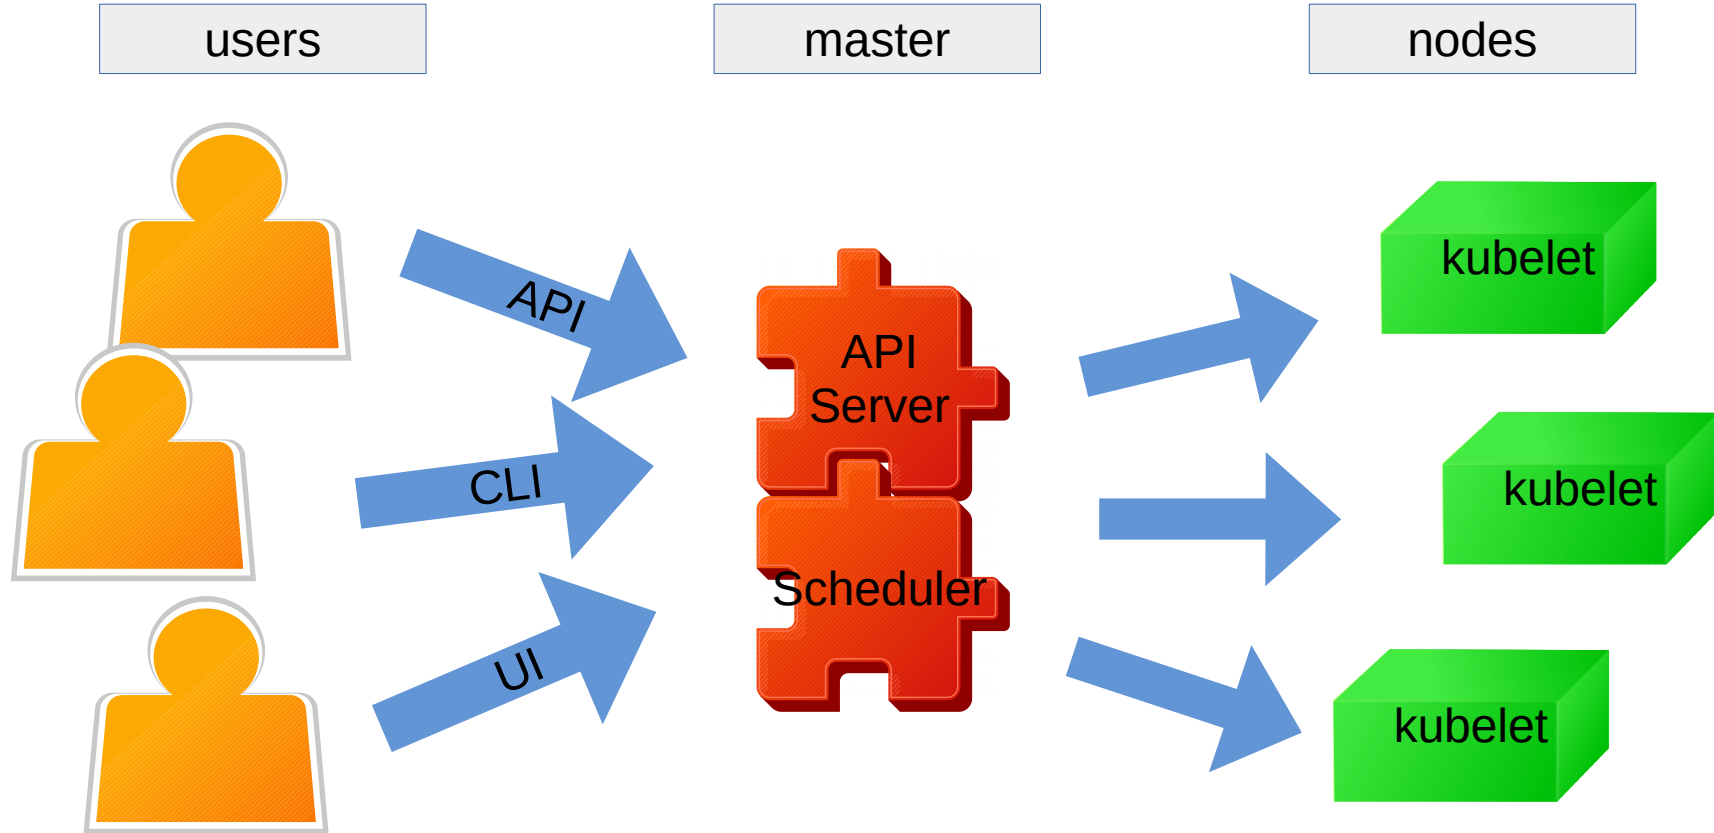 users
master
nodes
API
CLI
UI
API
Server
Scheduler
kubelet
kubelet
kubelet